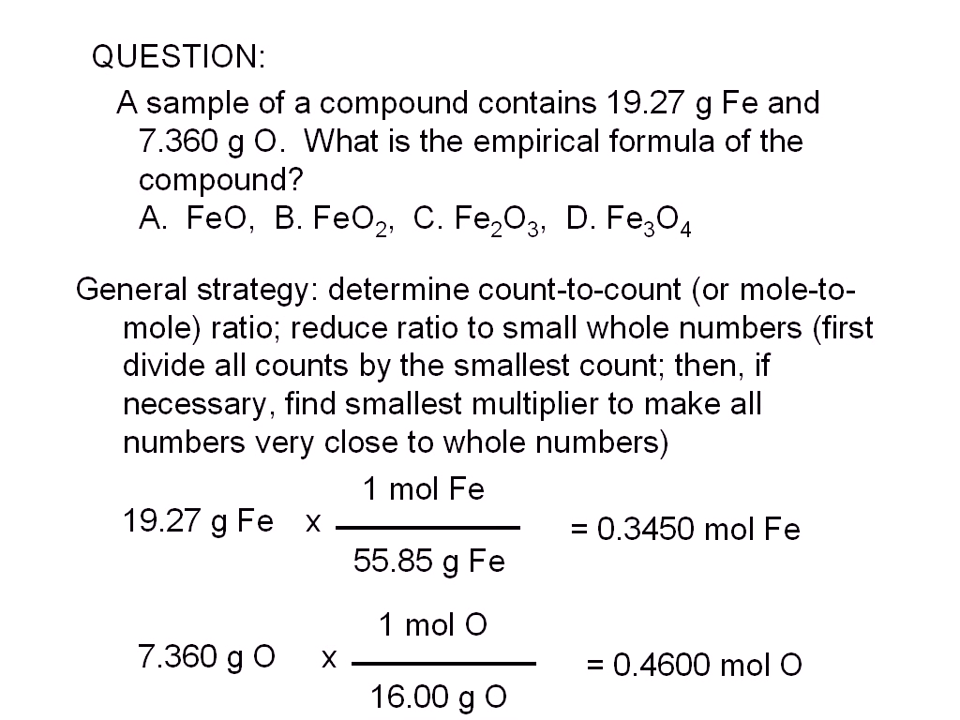 QUESTION:
A sample of a compound contains 19.27 g Fe and
7.360 g O.  What is the empirical formula of the
compound?
A.  FeO,  B. FeO₂,  C. Fe₂O₃,  D. Fe₃O₄
General strategy: determine count-to-count (or mole-to-
mole) ratio; reduce ratio to small whole numbers (first
divide all counts by the smallest count; then, if
necessary, find smallest multiplier to make all
numbers very close to whole numbers)
1 mol Fe
19.27 g Fe x = 0.3450 mol Fe
55.85 g Fe
1 mol O
7.360 g O x = 0.4600 mol O
16.00 g O